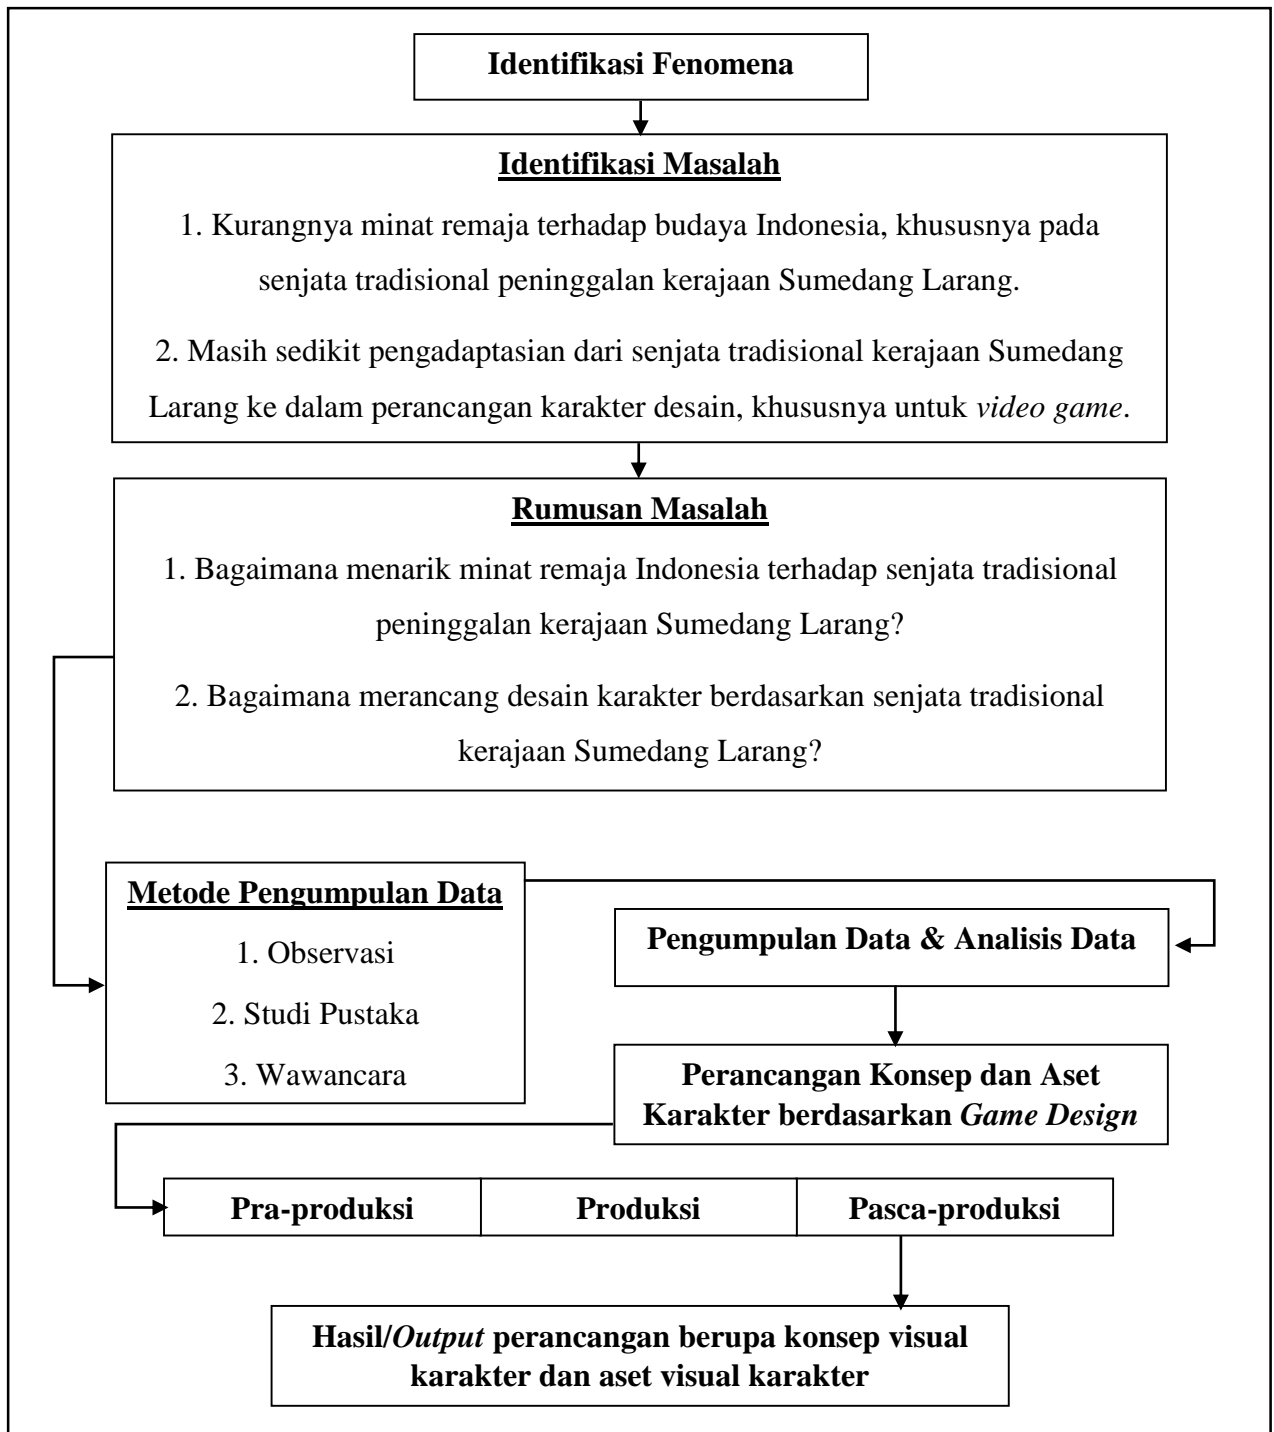 Identifikasi Fenomena
Identifikasi Masalah
1. Kurangnya minat remaja terhadap budaya Indonesia, khususnya pada
senjata tradisional peninggalan kerajaan Sumedang Larang.
2. Masih sedikit pengadaptasian dari senjata tradisional kerajaan Sumedang
Larang ke dalam perancangan karakter desain, khususnya untuk video game.
Rumusan Masalah
1. Bagaimana menarik minat remaja Indonesia terhadap senjata tradisional
peninggalan kerajaan Sumedang Larang?
2. Bagaimana merancang desain karakter berdasarkan senjata tradisional
kerajaan Sumedang Larang?
Metode Pengumpulan Data
1. Observasi
2. Studi Pustaka
3. Wawancara
Pengumpulan Data & Analisis Data
Perancangan Konsep dan Aset
Karakter berdasarkan Game Design
Pra-produksi
Produksi
Pasca-produksi
Hasil/Output perancangan berupa konsep visual
karakter dan aset visual karakter